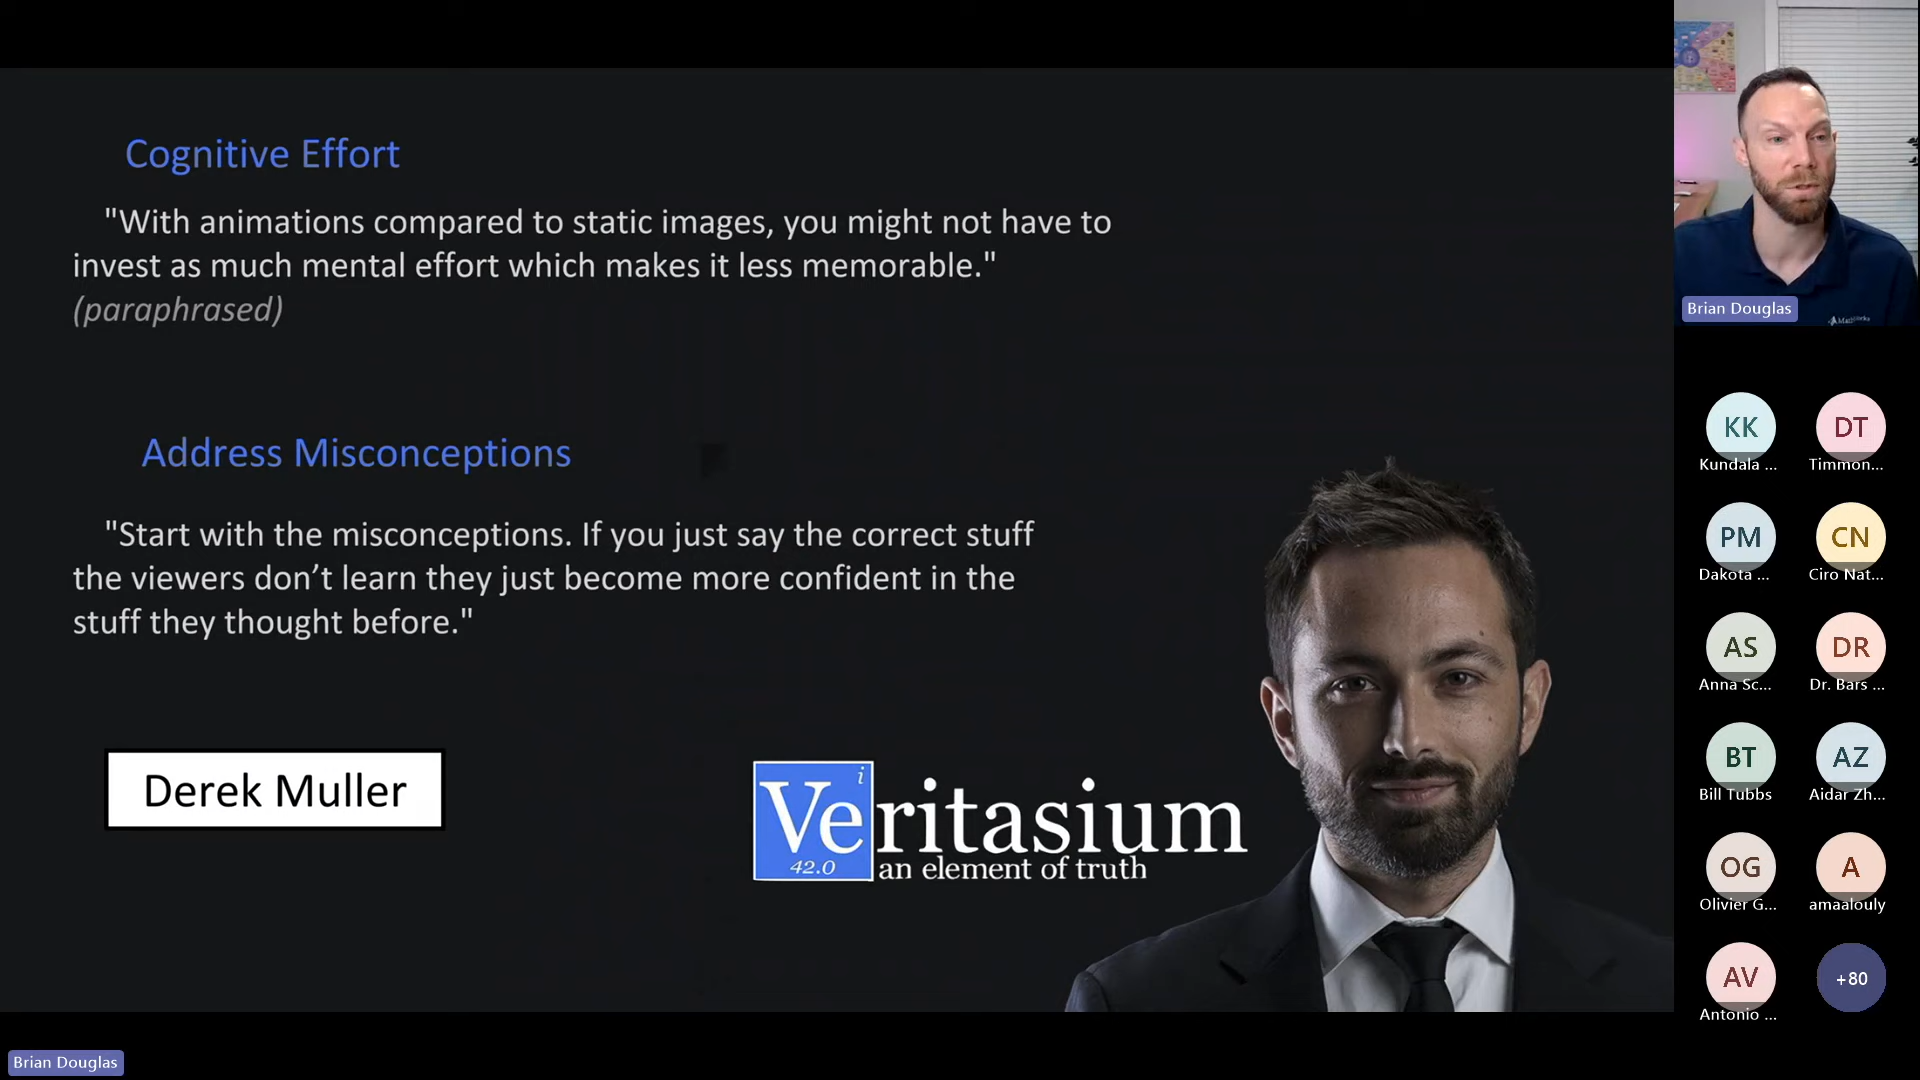 Cognitive Effort
"With animations compared to static images, you might not have to
invest as much mental effort which makes it less memorable."
(paraphrased)
Address Misconceptions
"Start with the misconceptions. If you just say the correct stuff
the viewers don’t learn they just become more confident in the
stuff they thought before."
Derek Muller
Veritasium
i
42.0
an element of truth
Brian Douglas
MathWorks
KK
Kundala ...
DT
Timmon...
PM
Dakota ...
CN
Ciro Nat...
AS
Anna Sc...
DR
Dr. Bars ...
BT
Bill Tubbs
AZ
Aidar Zh...
OG
Olivier G...
A
amaalouly
AV
Antonio ...
+80
Brian Douglas